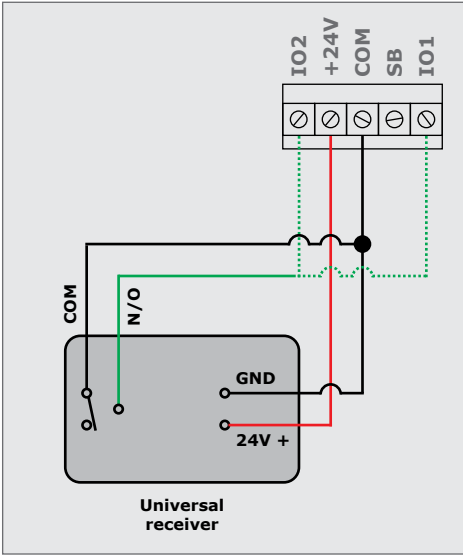 IO2
+24V
COM
SB
IO1
COM
N/O
GND
24V +
Universal
receiver